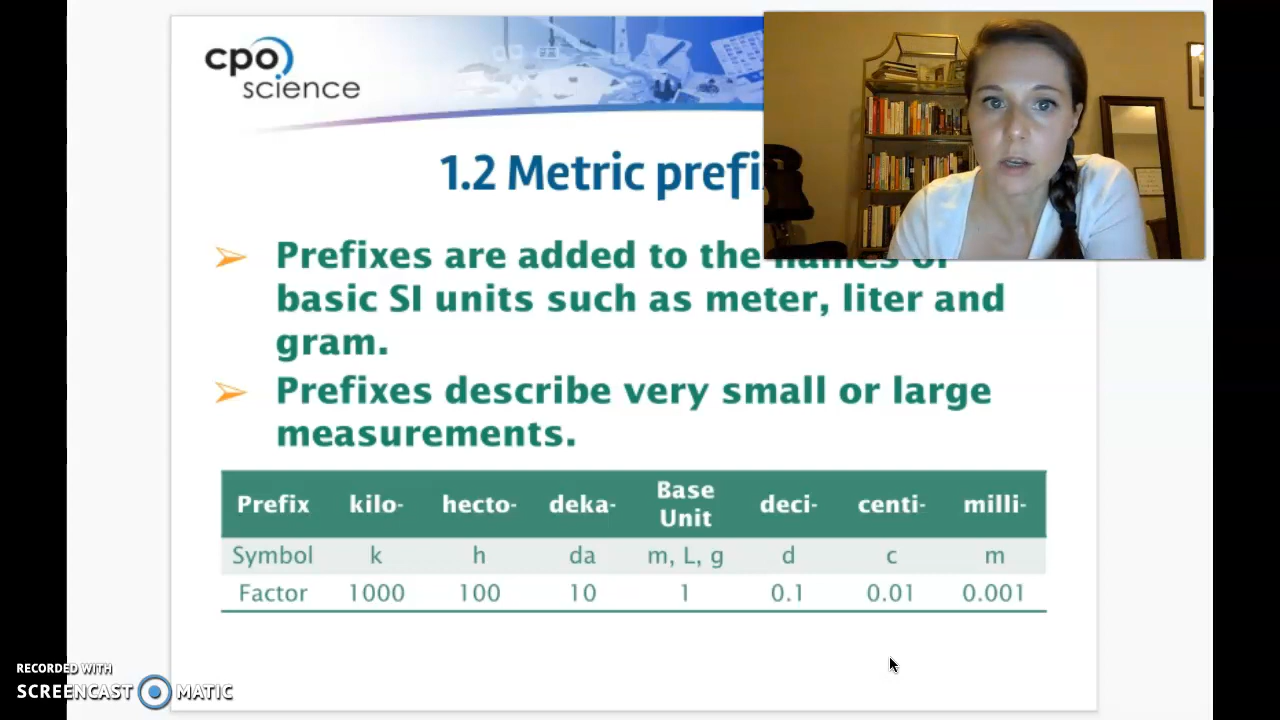 cpo
science
1.2 Metric prefi
Prefixes are added to the names of
basic SI units such as meter, liter and
gram.
Prefixes describe very small or large
measurements.
Prefix kilo- hecto- deka- Base Unit deci- centi- milli-
Symbol k h da m, L, g d c m
Factor 1000 100 10 1 0.1 0.01 0.001
RECORDED WITH
SCREENCAST MATIC